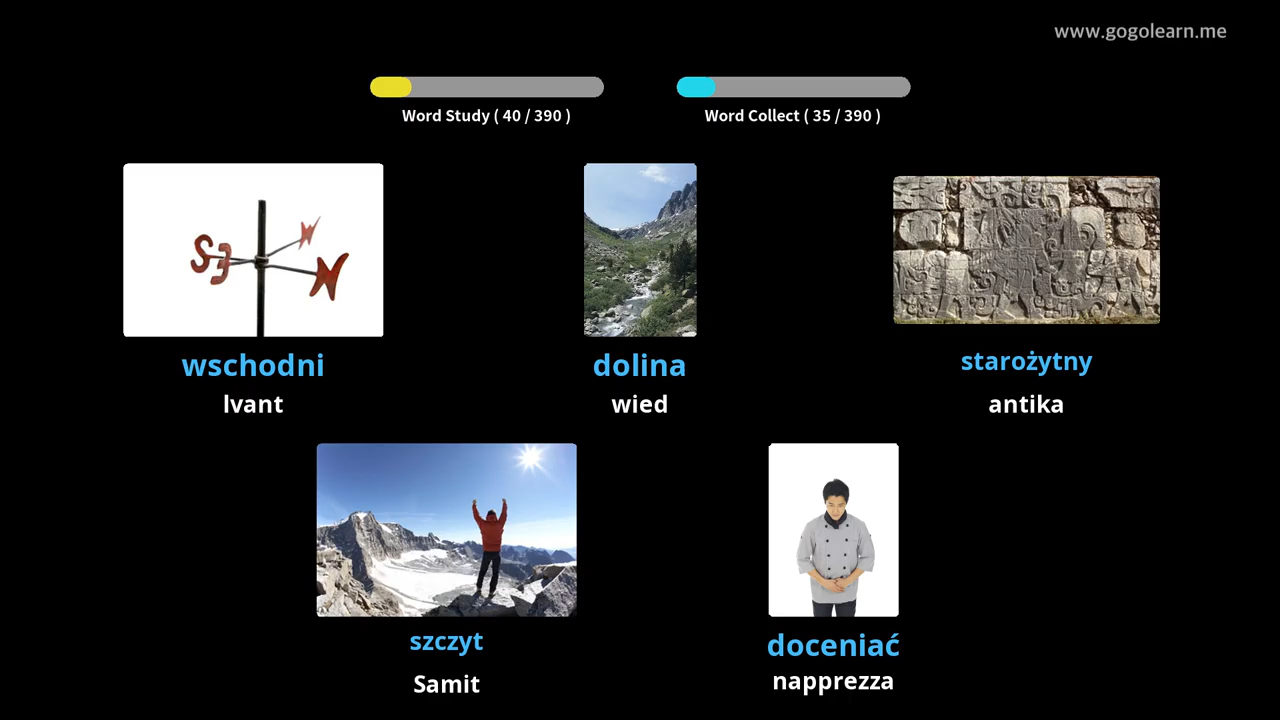 www.gogolearn.me
Word Study ( 40 / 390 )
Word Collect ( 35 / 390 )
S E N W
wschodni
lvant
dolina
wied
starożytny
antika
szczyt
Samit
doceniać
napprezza